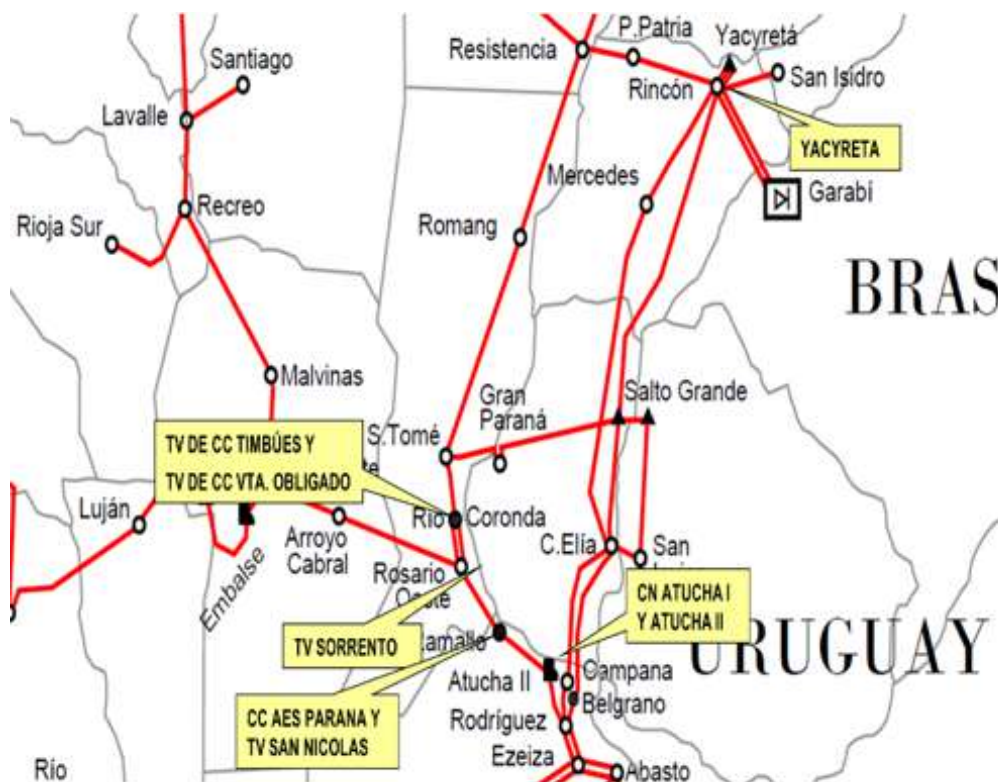 P.Patria
Yacyretá
Resistencia
Santiago
Rincón
San Isidro
Lavalle
YACYRETA
Mercedes
Garabí
Recreo
Rioja Sur
Romang
BRAS
Malvinas
Gran
Paraná
Salto Grande
TV DE CC TIMBÚES Y
TV DE CC VTA. OBLIGADO
S.Tomé
Luján
Río Coronda
Arroyo
Cabral
C.Elía
San
Embalse
Rosario
CN ATUCHA I
Y ATUCHA II
TV SORRENTO
URUGUAY
Atucha II
Campana
Belgrano
CC AES PARANA Y
TV SAN NICOLAS
Rodríguez
Ezeiza
Abasto
Río